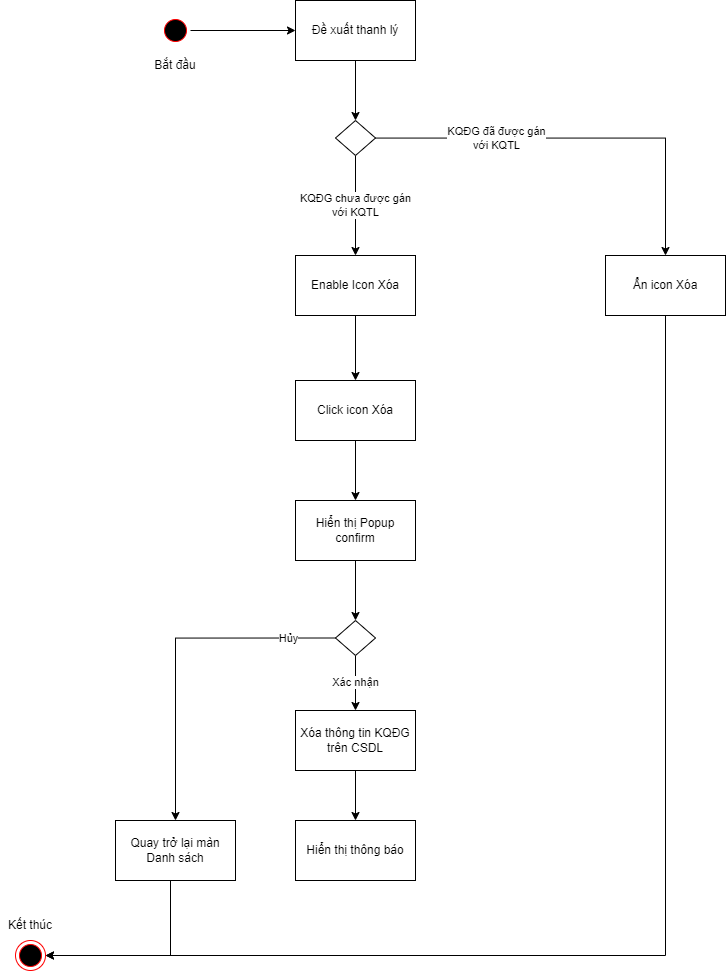 Đề xuất thanh lý
Bắt đầu
KQĐG đã được gán
với KQTL
KQĐG chưa được gán
với KQTL
Enable Icon Xóa
Ẩn icon Xóa
Click icon Xóa
Hiển thị Popup
confirm
Hủy
Xác nhận
Xóa thông tin KQĐG
trên CSDL
Quay trở lại màn
Danh sách
Hiển thị thông báo
Kết thúc